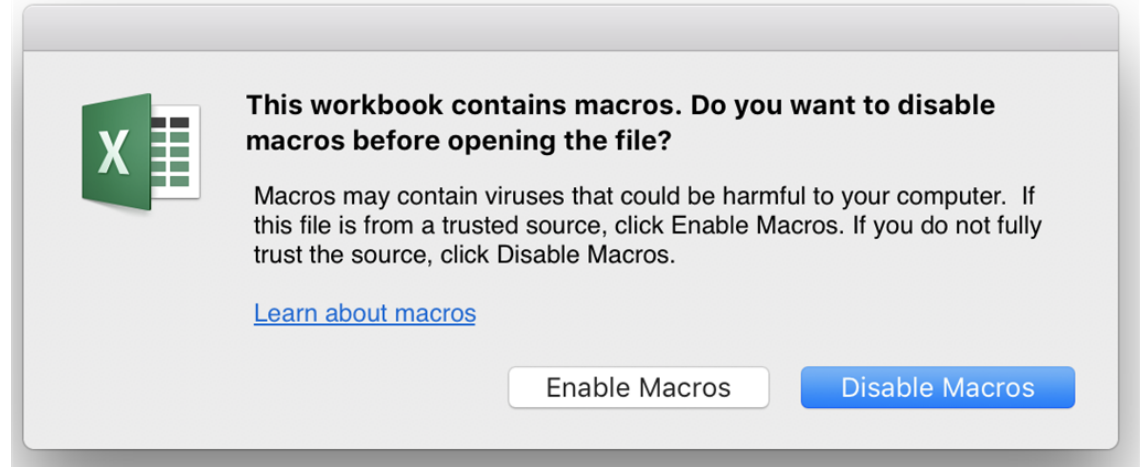 X
This workbook contains macros. Do you want to disable
macros before opening the file?
Macros may contain viruses that could be harmful to your computer.  If
this file is from a trusted source, click Enable Macros. If you do not fully
trust the source, click Disable Macros.
Learn about macros
Enable Macros
Disable Macros